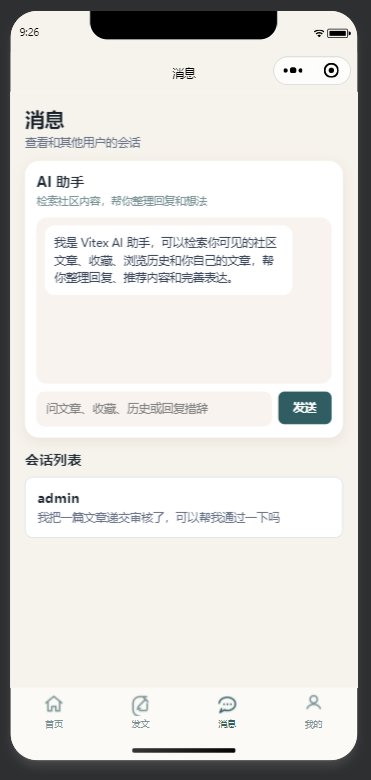 9:26
消息
消息
查看和其他用户的会话
AI 助手
检索社区内容，帮你整理回复和想法
我是 Vitex AI 助手，可以检索你可见的社区
文章、收藏、浏览历史和你自己的文章，帮
你整理回复、推荐内容和完善表达。
问文章、收藏、历史或回复措辞
发送
会话列表
admin
我把一篇文章递交审核了，可以帮我通过一下吗
首页
发文
消息
我的